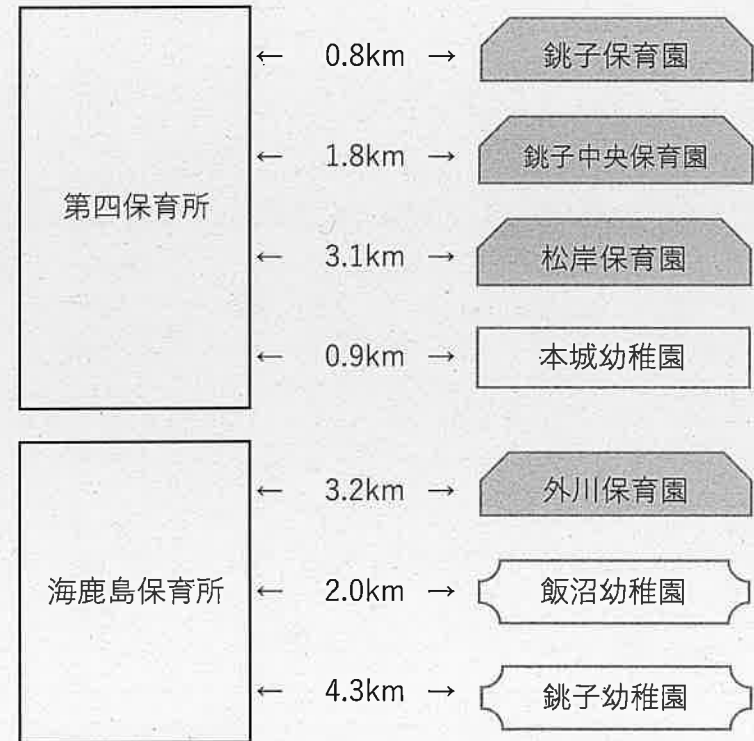 第四保育所
← 0.8km → 銚子保育園
← 1.8km → 銚子中央保育園
← 3.1km → 松岸保育園
← 0.9km → 本城幼稚園
海鹿島保育所
← 3.2km → 外川保育園
← 2.0km → 飯沼幼稚園
← 4.3km → 銚子幼稚園